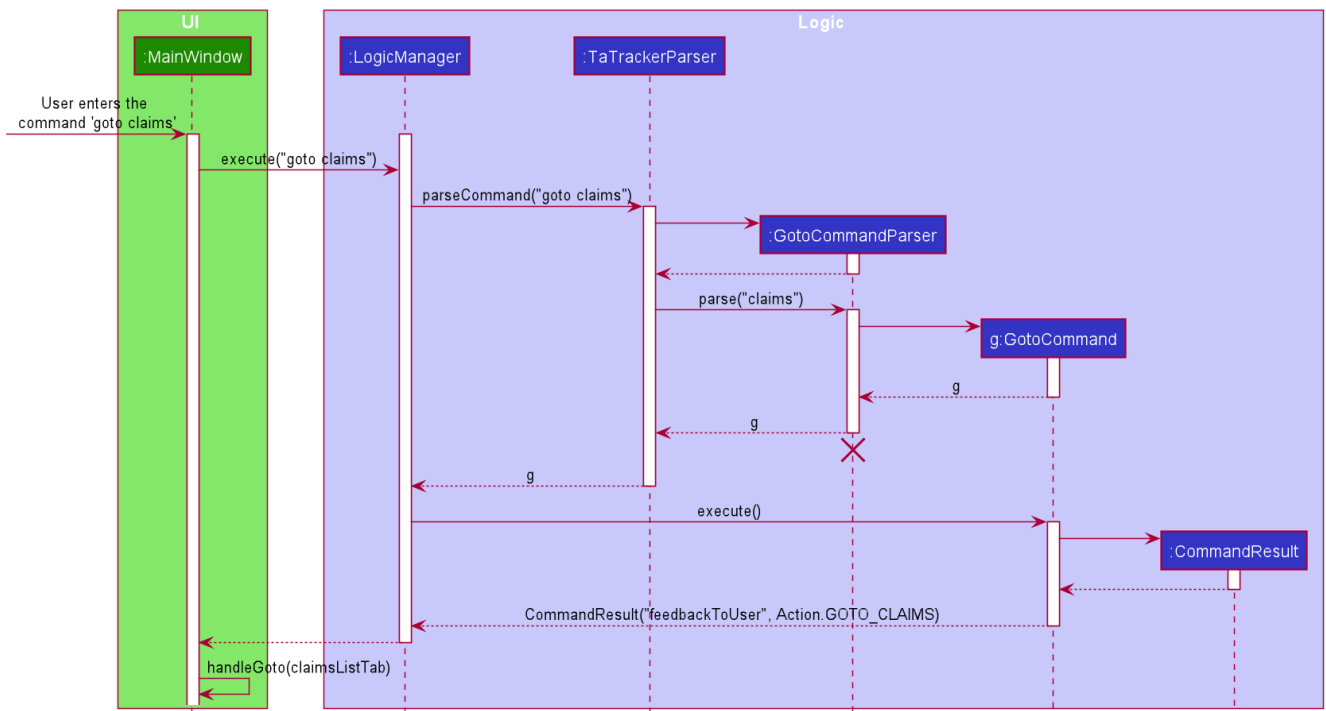 UI
Logic
:MainWindow
:LogicManager
:TaTrackerParser
User enters the
command 'goto claims'
execute("goto claims")
parseCommand("goto claims")
:GotoCommandParser
parse("claims")
g:GotoCommand
g
g
g
execute()
:CommandResult
CommandResult("feedbackToUser", Action.GOTO_CLAIMS)
handleGoto(claimsListTab)